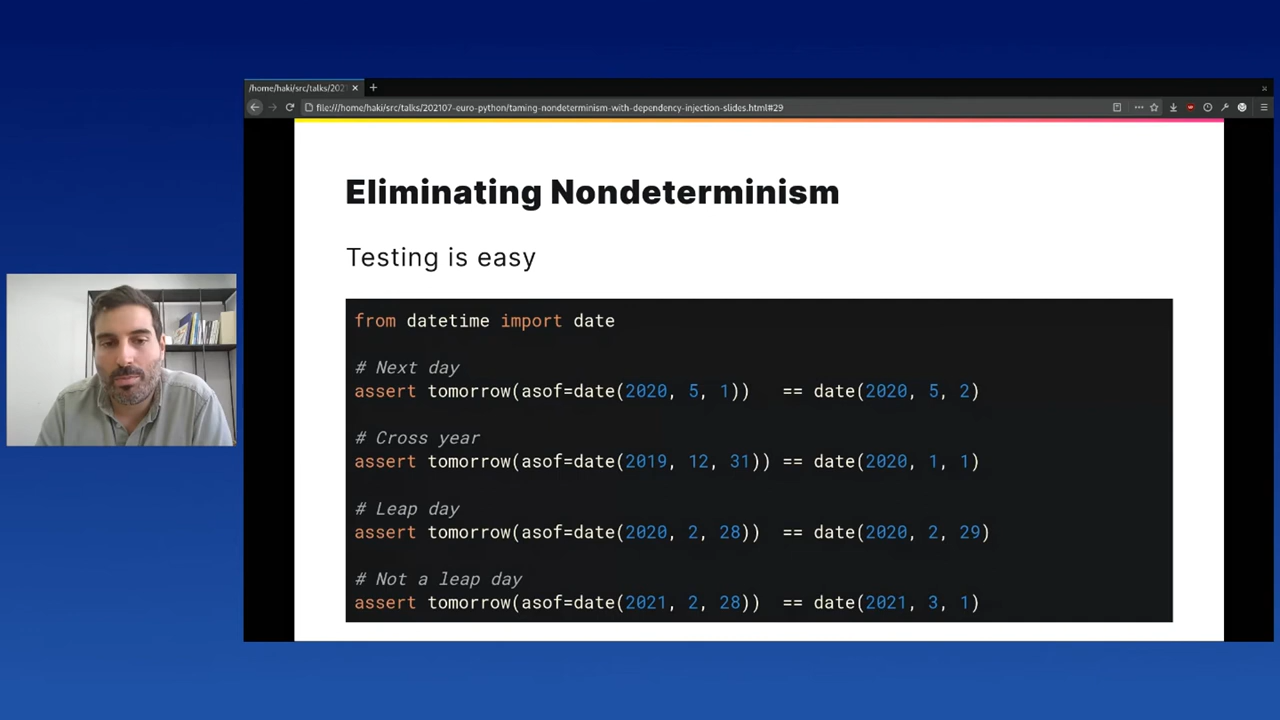 /home/haki/src/talks/202
file:///home/haki/src/talks/202107-euro-python/taming-nondeterminism-with-dependency-injection-slides.html#29
Eliminating Nondeterminism
Testing is easy
from datetime import date
# Next day
assert tomorrow(asof=date(2020, 5, 1))   == date(2020, 5, 2)
# Cross year
assert tomorrow(asof=date(2019, 12, 31)) == date(2020, 1, 1)
# Leap day
assert tomorrow(asof=date(2020, 2, 28))  == date(2020, 2, 29)
# Not a leap day
assert tomorrow(asof=date(2021, 2, 28))  == date(2021, 3, 1)